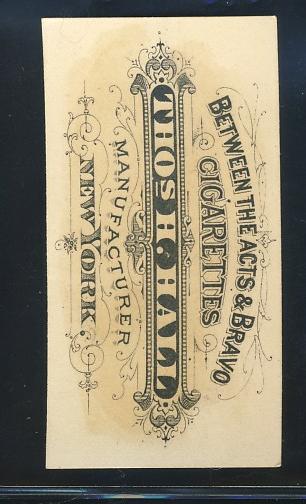 BETWEEN THE ACTS & BRAVO
CIGARETTES
THOS H HALL
MANUFACTURER
NEW YORK.